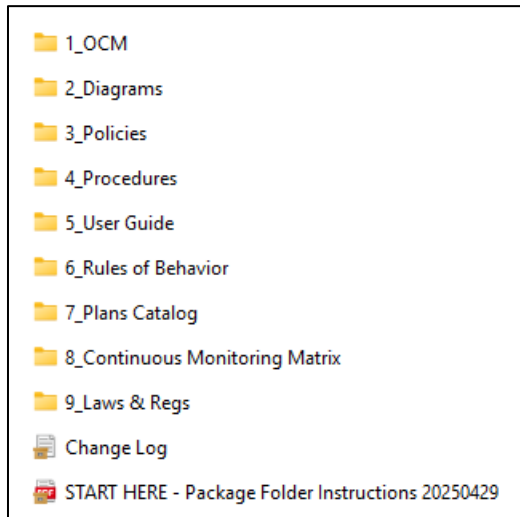 1_OCM
2_Diagrams
3_Policies
4_Procedures
5_User Guide
6_Rules of Behavior
7_Plans Catalog
8_Continuous Monitoring Matrix
9_Laws & Regs
Change Log
START HERE - Package Folder Instructions 20250429